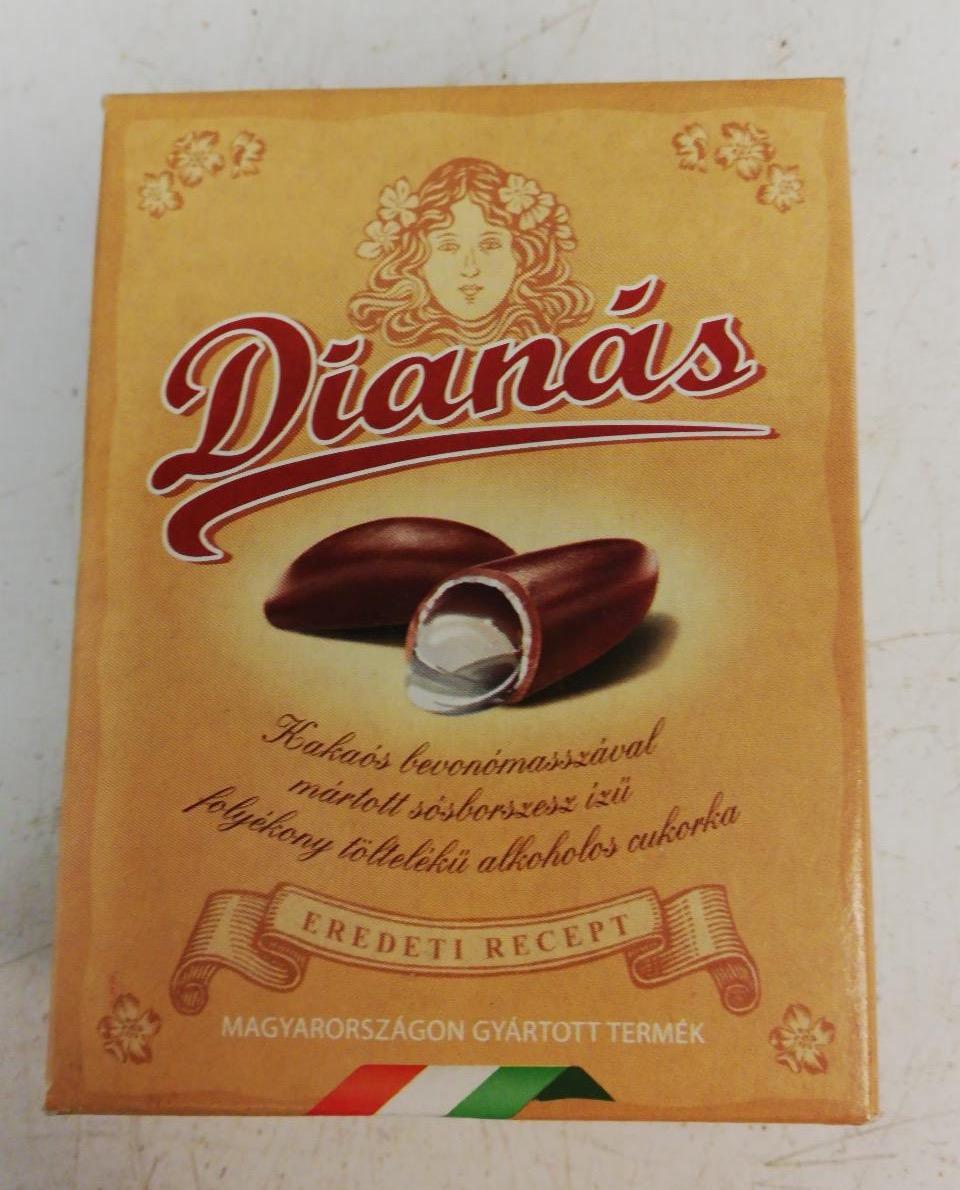 Dianás
Kakaós bevonómasszával
mártott sósborszesz ízű
folyékony töltelékű alkoholos cukorka
EREDETI RECEPT
MAGYARORSZÁGON GYÁRTOTT TERMÉK